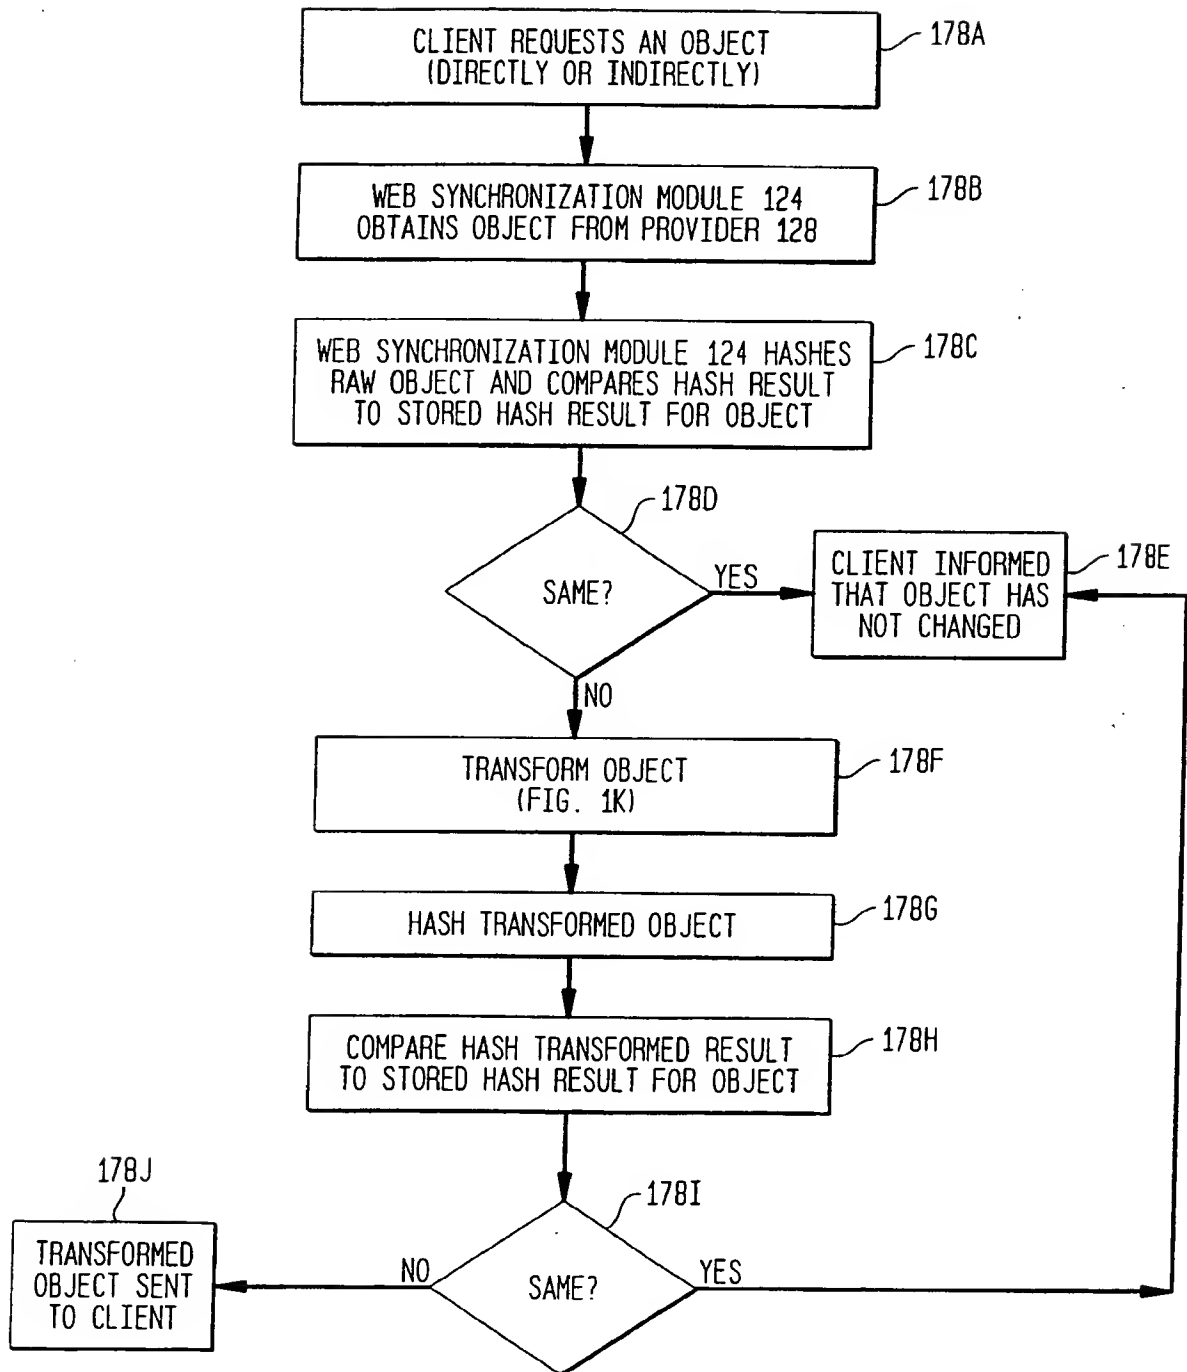 CLIENT REQUESTS AN OBJECT
(DIRECTLY OR INDIRECTLY)
178A
WEB SYNCHRONIZATION MODULE 124
OBTAINS OBJECT FROM PROVIDER 128
178B
WEB SYNCHRONIZATION MODULE 124 HASHES
RAW OBJECT AND COMPARES HASH RESULT
TO STORED HASH RESULT FOR OBJECT
178C
178D
SAME?
YES
CLIENT INFORMED
THAT OBJECT HAS
NOT CHANGED
178E
NO
TRANSFORM OBJECT
(FIG. 1K)
178F
HASH TRANSFORMED OBJECT
178G
COMPARE HASH TRANSFORMED RESULT
TO STORED HASH RESULT FOR OBJECT
178H
178I
SAME?
YES
NO
178J
TRANSFORMED
OBJECT SENT
TO CLIENT